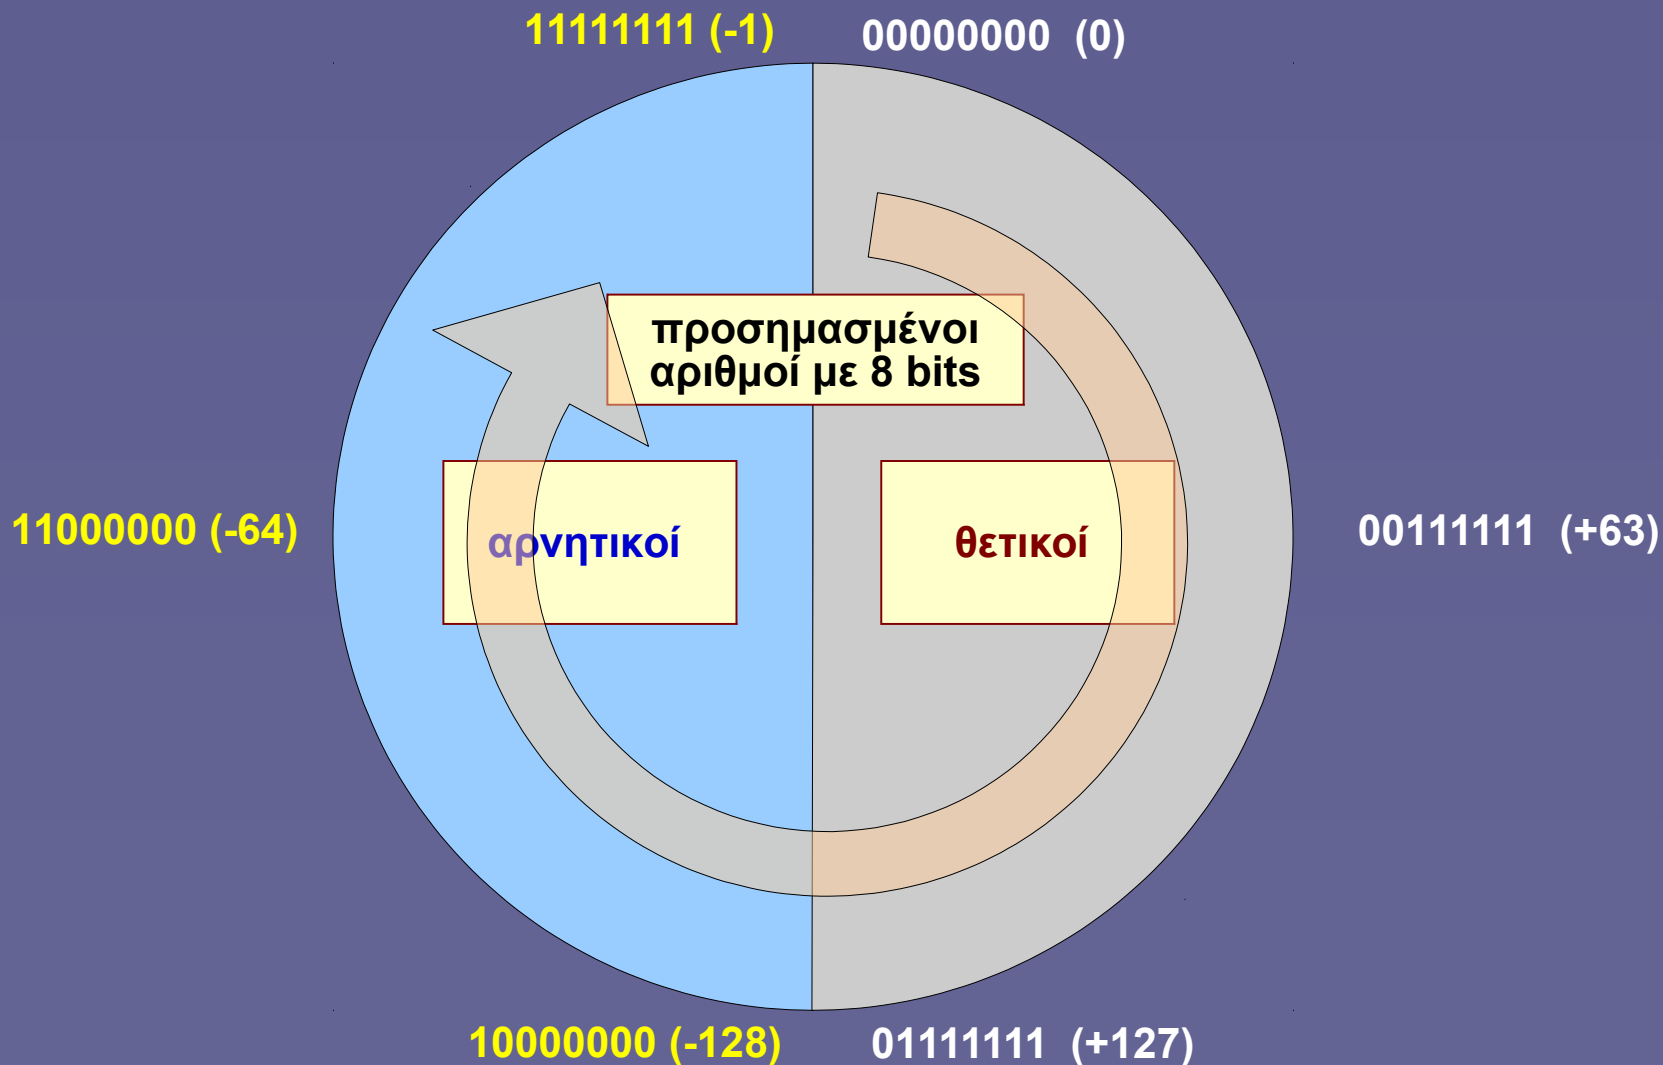 11111111 (-1)
00000000 (0)
προσημασμένοι
αριθμοί με 8 bits
αρνητικοί
θετικοί
11000000 (-64)
00111111 (+63)
10000000 (-128)
01111111 (+127)